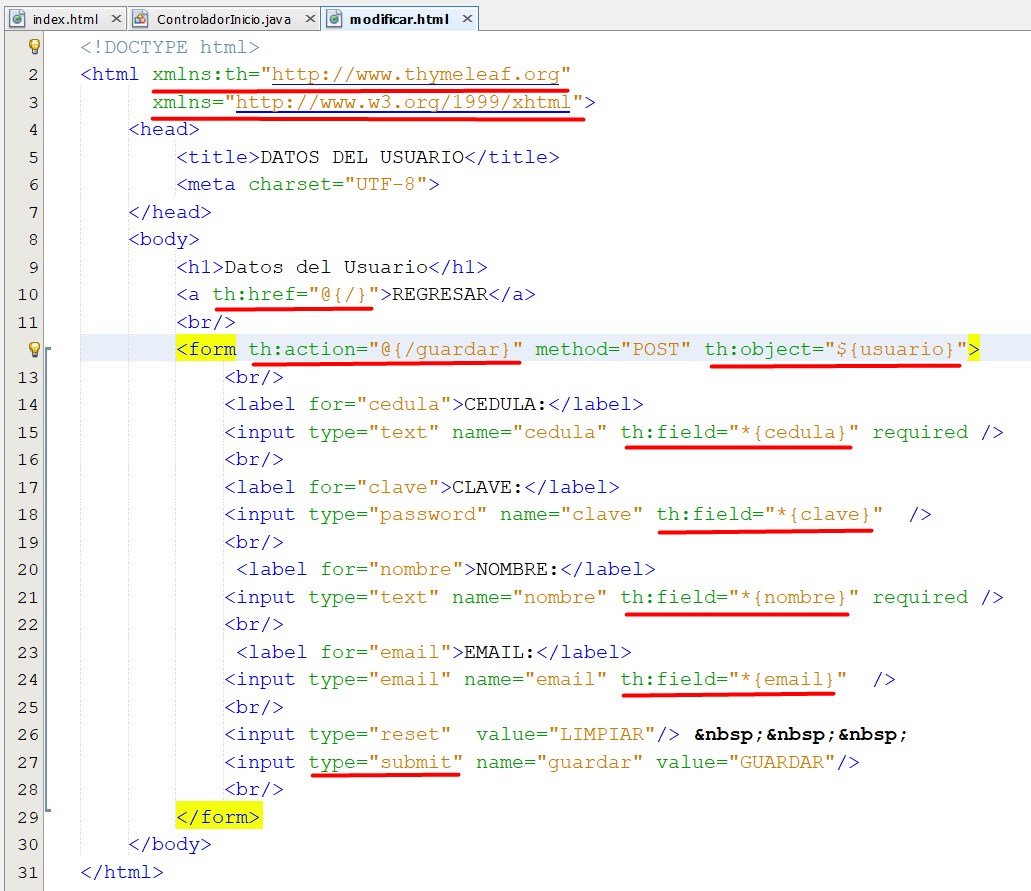 index.html ControladorInicio.java modificar.html
<!DOCTYPE html>
2 <html xmlns:th="http://www.thymeleaf.org"
3 xmlns="http://www.w3.org/1999/xhtml">
4 <head>
5 <title>DATOS DEL USUARIO</title>
6 <meta charset="UTF-8">
7 </head>
8 <body>
9 <h1>Datos del Usuario</h1>
10 <a th:href="@{/}">REGRESAR</a>
11 <br/>
<form th:action="@{/guardar}" method="POST" th:object="${usuario}">
13 <br/>
14 <label for="cedula">CEDULA:</label>
15 <input type="text" name="cedula" th:field="*{cedula}" required />
16 <br/>
17 <label for="clave">CLAVE:</label>
18 <input type="password" name="clave" th:field="*{clave}"  />
19 <br/>
20 <label for="nombre">NOMBRE:</label>
21 <input type="text" name="nombre" th:field="*{nombre}" required />
22 <br/>
23 <label for="email">EMAIL:</label>
24 <input type="email" name="email" th:field="*{email}"  />
25 <br/>
26 <input type="reset"  value="LIMPIAR"/> &nbsp;&nbsp;&nbsp;
27 <input type="submit" name="guardar" value="GUARDAR"/>
28 <br/>
29 </form>
30 </body>
31 </html>